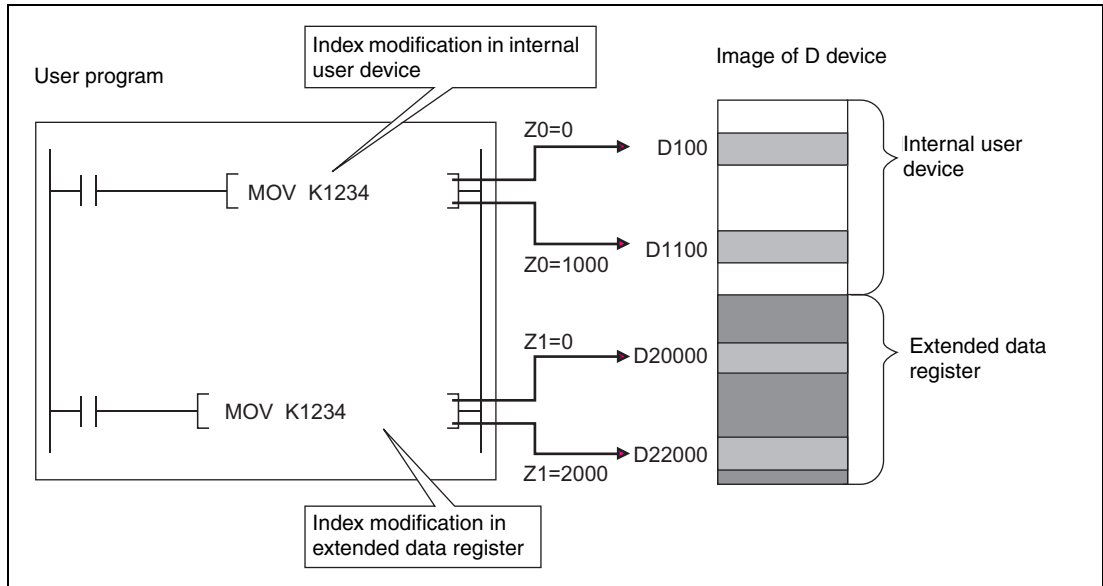 Index modification in internal
user device
User program
Image of D device
Z0=0
D100
MOV K1234
Internal user
device
D1100
Z0=1000
Z1=0
D20000
Extended data
register
MOV K1234
D22000
Z1=2000
Index modification in
extended data register